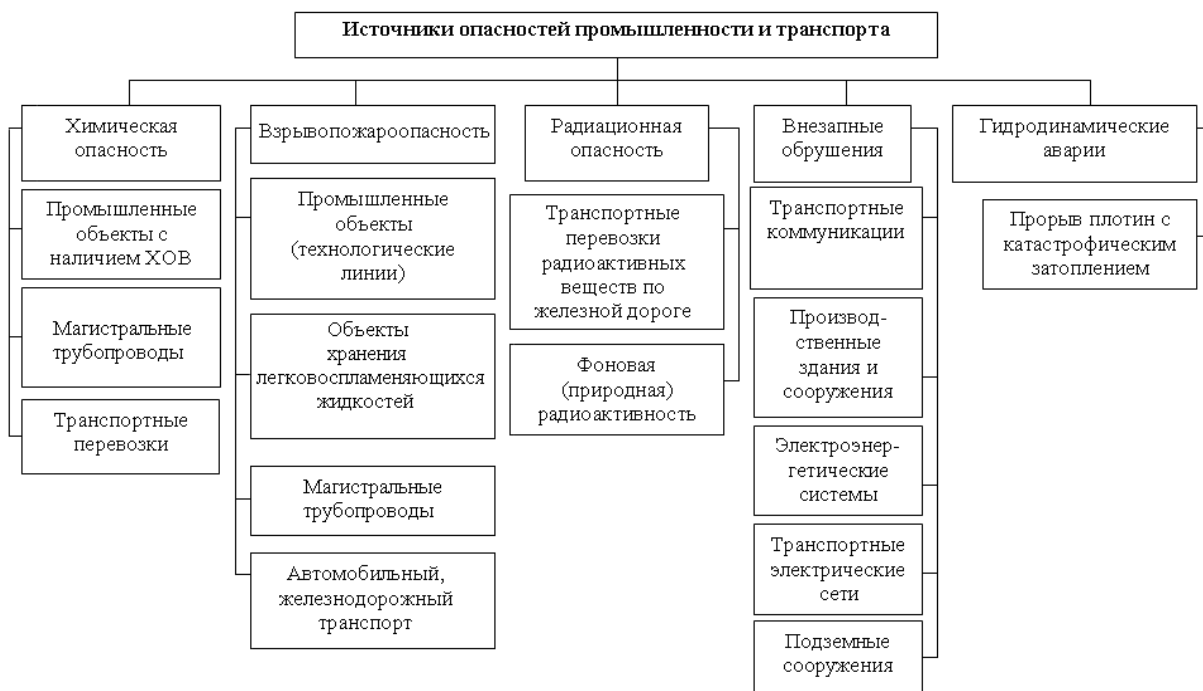 Источники опасностей промышленности и транспорта
Химическая
опасность
Промышленные
объекты с
наличием ХОВ
Магистральные
трубопроводы
Транспортные
перевозки
Взрывопожароопасность
Промышленные
объекты
(технологические
линии)
Объекты
хранения
легковоспламеняющихся
жидкостей
Магистральные
трубопроводы
Автомобильный,
железнодорожный
транспорт
Радиационная
опасность
Транспортные
перевозки
радиоактивных
веществ по
железной дороге
Фоновая
(природная)
радиоактивность
Внезапные
обрушения
Транспортные
коммуникации
Производ-
ственные
здания и
сооружения
Электроэнер-
гетические
системы
Транспортные
электрические
сети
Подземные
сооружения
Гидродинамические
аварии
Прорыв плотин с
катастрофическим
затоплением